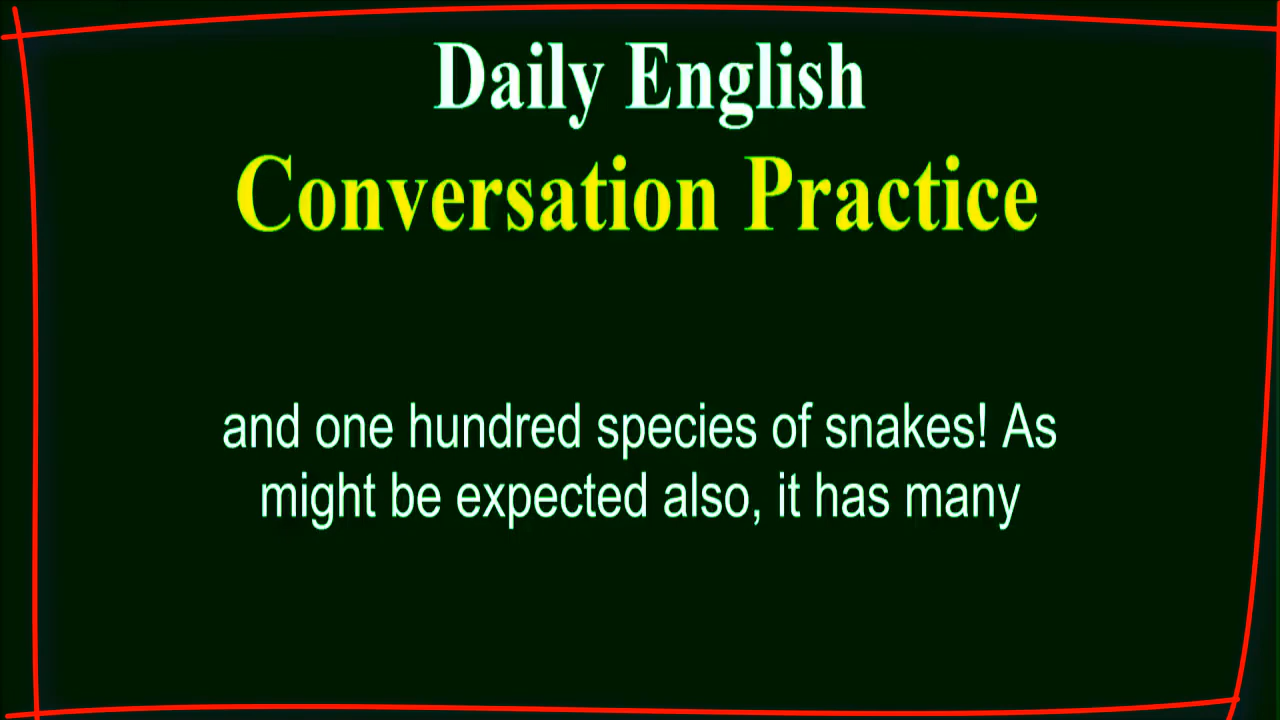 Daily English
Conversation Practice
and one hundred species of snakes! As
might be expected also, it has many